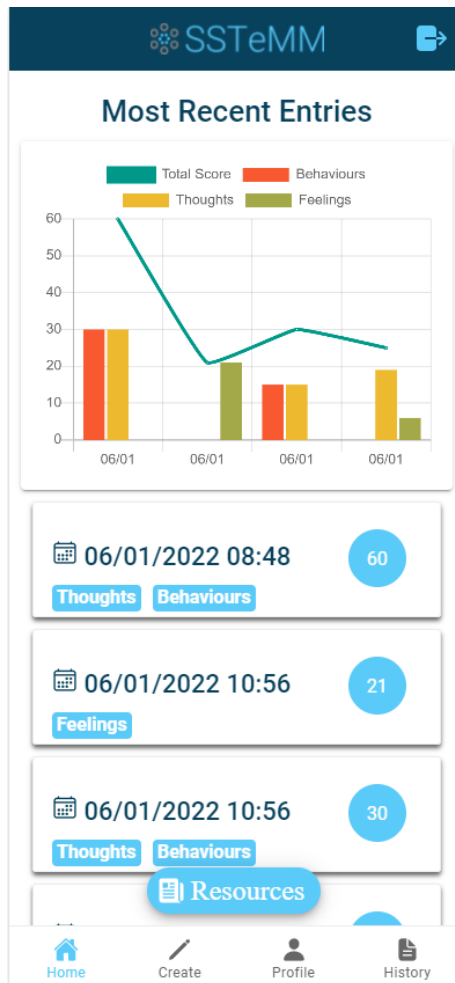 SSTeMM
Most Recent Entries
Total Score Behaviours
Thoughts Feelings
60
50
40
30
20
10
0
06/01 06/01 06/01 06/01
06/01/2022 08:48 60
Thoughts Behaviours
06/01/2022 10:56 21
Feelings
06/01/2022 10:56 30
Thoughts Behaviours
Resources
Home Create Profile History